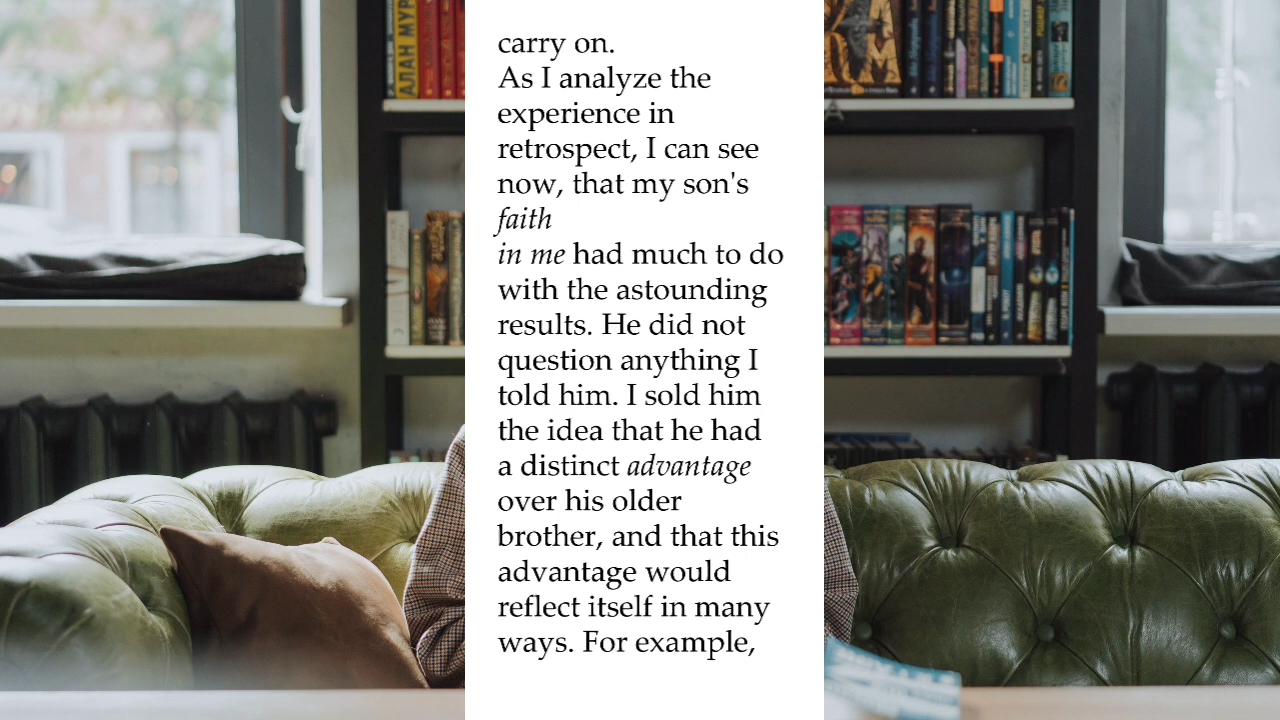 АЛАН МУР
carry on.
As I analyze the
experience in
retrospect, I can see
now, that my son's
faith
in me had much to do
with the astounding
results. He did not
question anything I
told him. I sold him
the idea that he had
a distinct advantage
over his older
brother, and that this
advantage would
reflect itself in many
ways. For example,